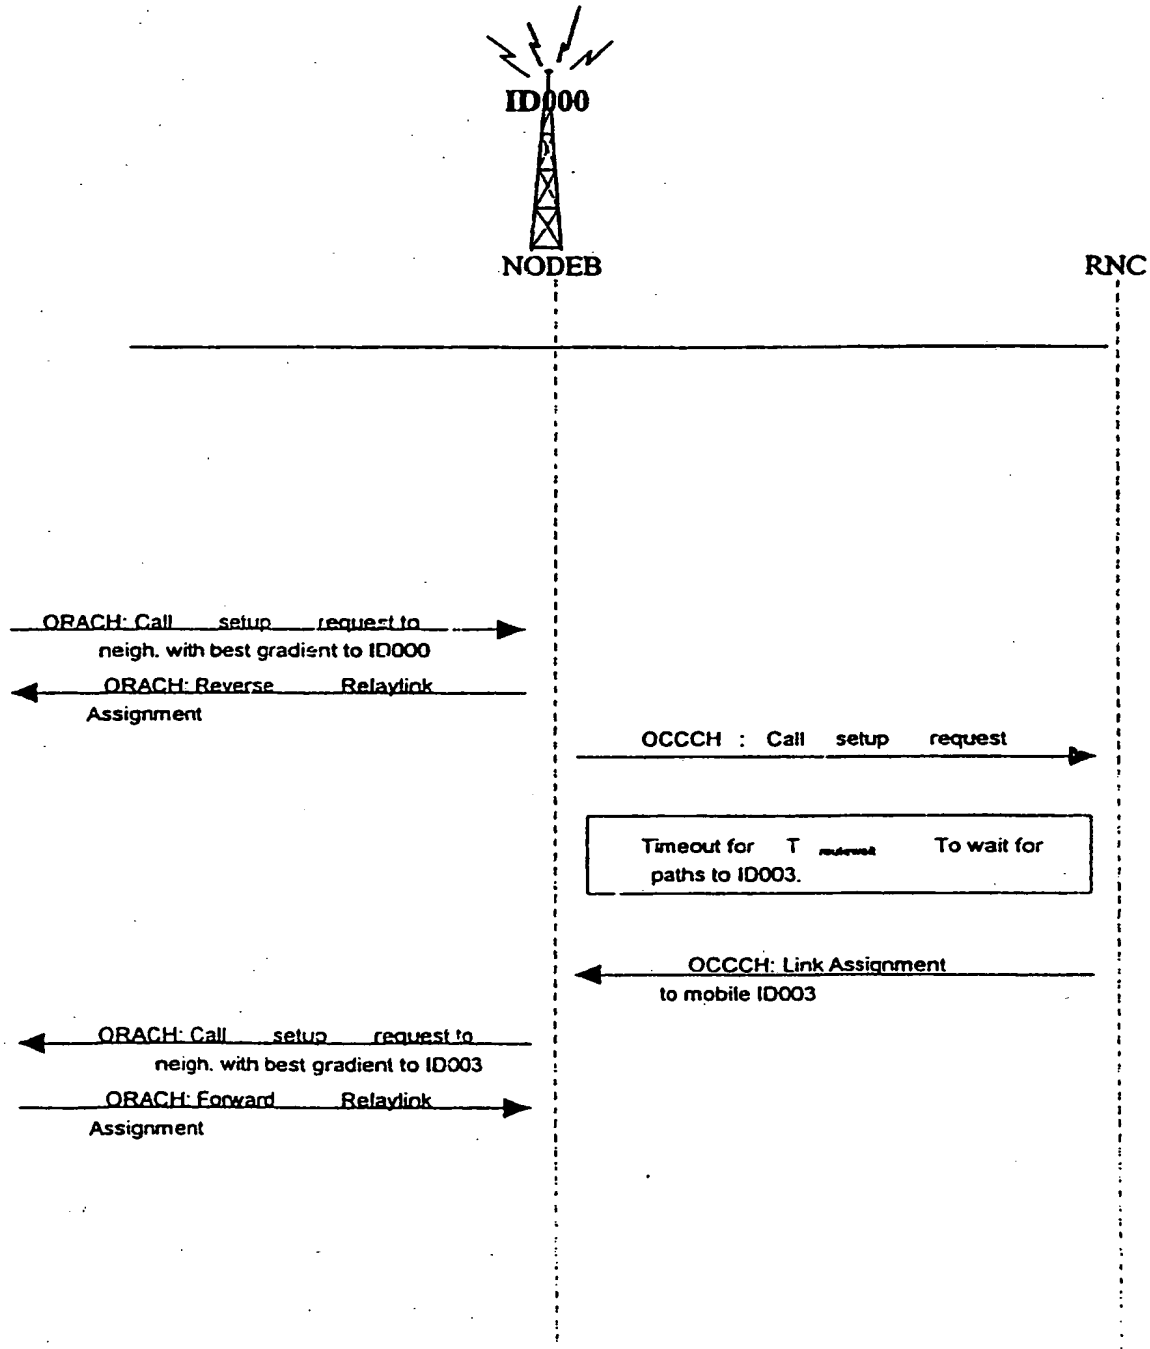 ID000
NODEB
RNC
ORACH: Call setup request to
neigh. with best gradient to ID000
ORACH: Reverse Relaylink
Assignment
OCCCH : Call setup request
Timeout for T To wait for
paths to ID003.
OCCCH: Link Assignment
to mobile ID003
ORACH: Call setup request to
neigh. with best gradient to ID003
ORACH: Forward Relaylink
Assignment